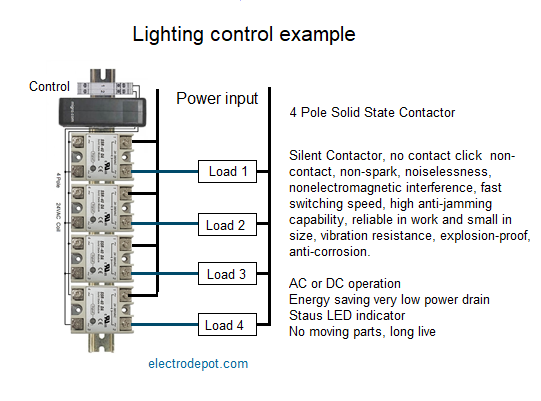 Lighting control example
Control
Power input
4 Pole Solid State Contactor
Load 1
Load 2
Load 3
Load 4
4 Pole
24VAC Coil
Silent Contactor, no contact click  non-
contact, non-spark, noiselessness,
nonelectromagnetic interference, fast
switching speed, high anti-jamming
capability, reliable in work and small in
size, vibration resistance, explosion-proof,
anti-corrosion.
AC or DC operation
Energy saving very low power drain
Staus LED indicator
No moving parts, long live
electrodepot.com